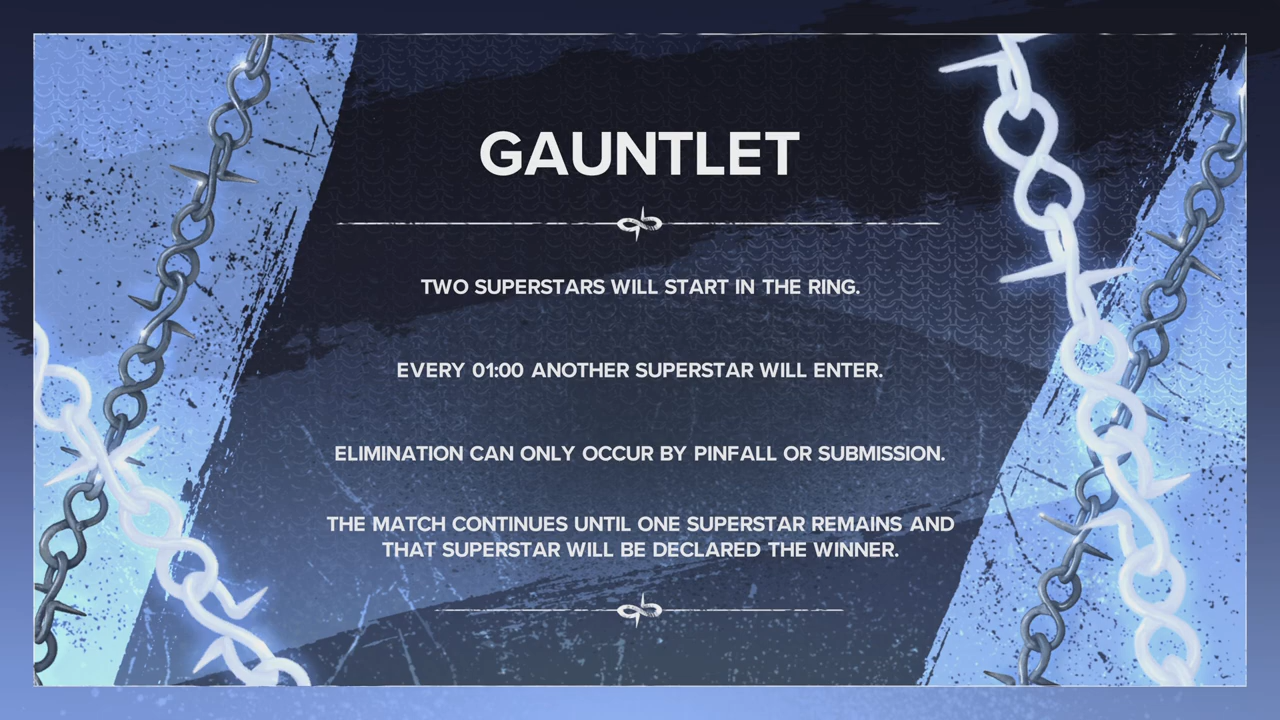 GAUNTLET
TWO SUPERSTARS WILL START IN THE RING.
EVERY 01:00 ANOTHER SUPERSTAR WILL ENTER.
ELIMINATION CAN ONLY OCCUR BY PINFALL OR SUBMISSION.
THE MATCH CONTINUES UNTIL ONE SUPERSTAR REMAINS AND
THAT SUPERSTAR WILL BE DECLARED THE WINNER.